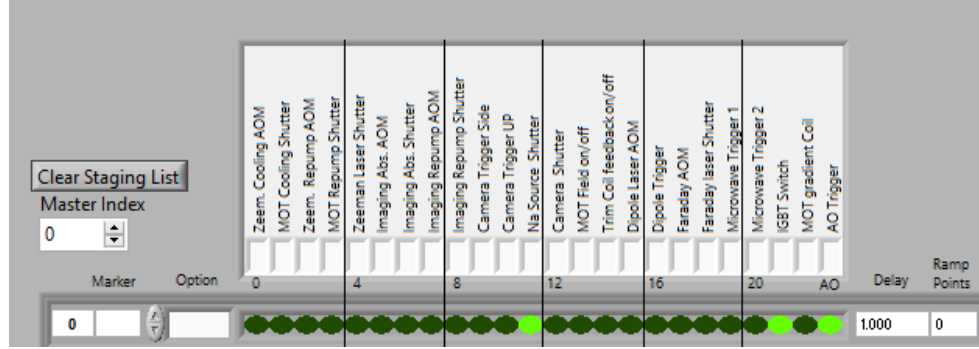 Zeem. Cooling AOM
MOT Cooling Shutter
Zeem. Repump AOM
MOT Repump Shutter
Zeeman Laser Shutter
Imaging Abs. AOM
Imaging Abs. Shutter
Imaging Repump AOM
Imaging Repump Shutter
Camera Trigger Side
Camera Trigger UP
Na Source Shutter
Camera Shutter
MOT Field on/off
Trim Coil feedback on/off
Dipole Laser AOM
Dipole Trigger
Faraday AOM
Faraday laser Shutter
Microwave Trigger 1
Microwave Trigger 2
IGBT Switch
MOT gradient Coil
AO Trigger
Clear Staging List
Master Index
0
Marker Option 0 4 8 12 16 20 AO Delay Ramp
Points
0 1.000 0